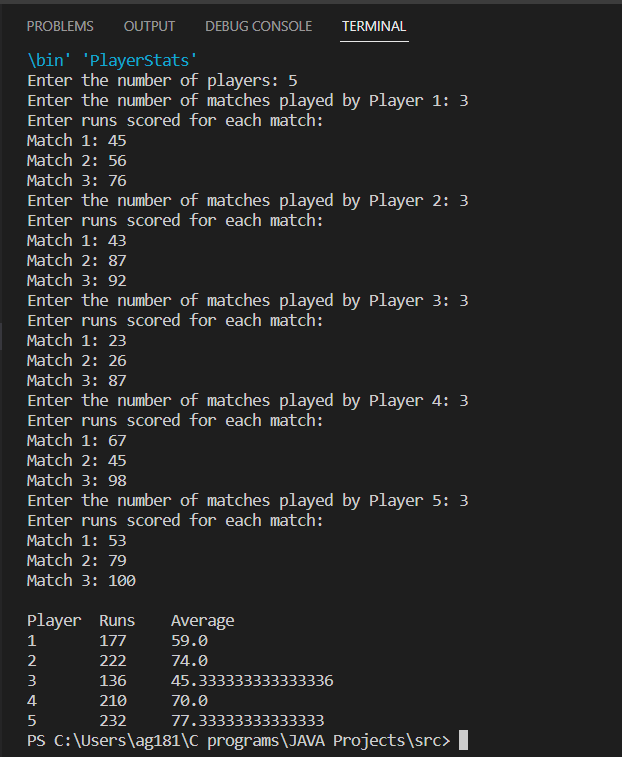 PROBLEMS OUTPUT DEBUG CONSOLE TERMINAL
\bin' 'PlayerStats'
Enter the number of players: 5
Enter the number of matches played by Player 1: 3
Enter runs scored for each match:
Match 1: 45
Match 2: 56
Match 3: 76
Enter the number of matches played by Player 2: 3
Enter runs scored for each match:
Match 1: 43
Match 2: 87
Match 3: 92
Enter the number of matches played by Player 3: 3
Enter runs scored for each match:
Match 1: 23
Match 2: 26
Match 3: 87
Enter the number of matches played by Player 4: 3
Enter runs scored for each match:
Match 1: 67
Match 2: 45
Match 3: 98
Enter the number of matches played by Player 5: 3
Enter runs scored for each match:
Match 1: 53
Match 2: 79
Match 3: 100
Player Runs Average
1 177 59.0
2 222 74.0
3 136 45.333333333333336
4 210 70.0
5 232 77.33333333333333
PS C:\Users\ag181\C programs\JAVA Projects\src>